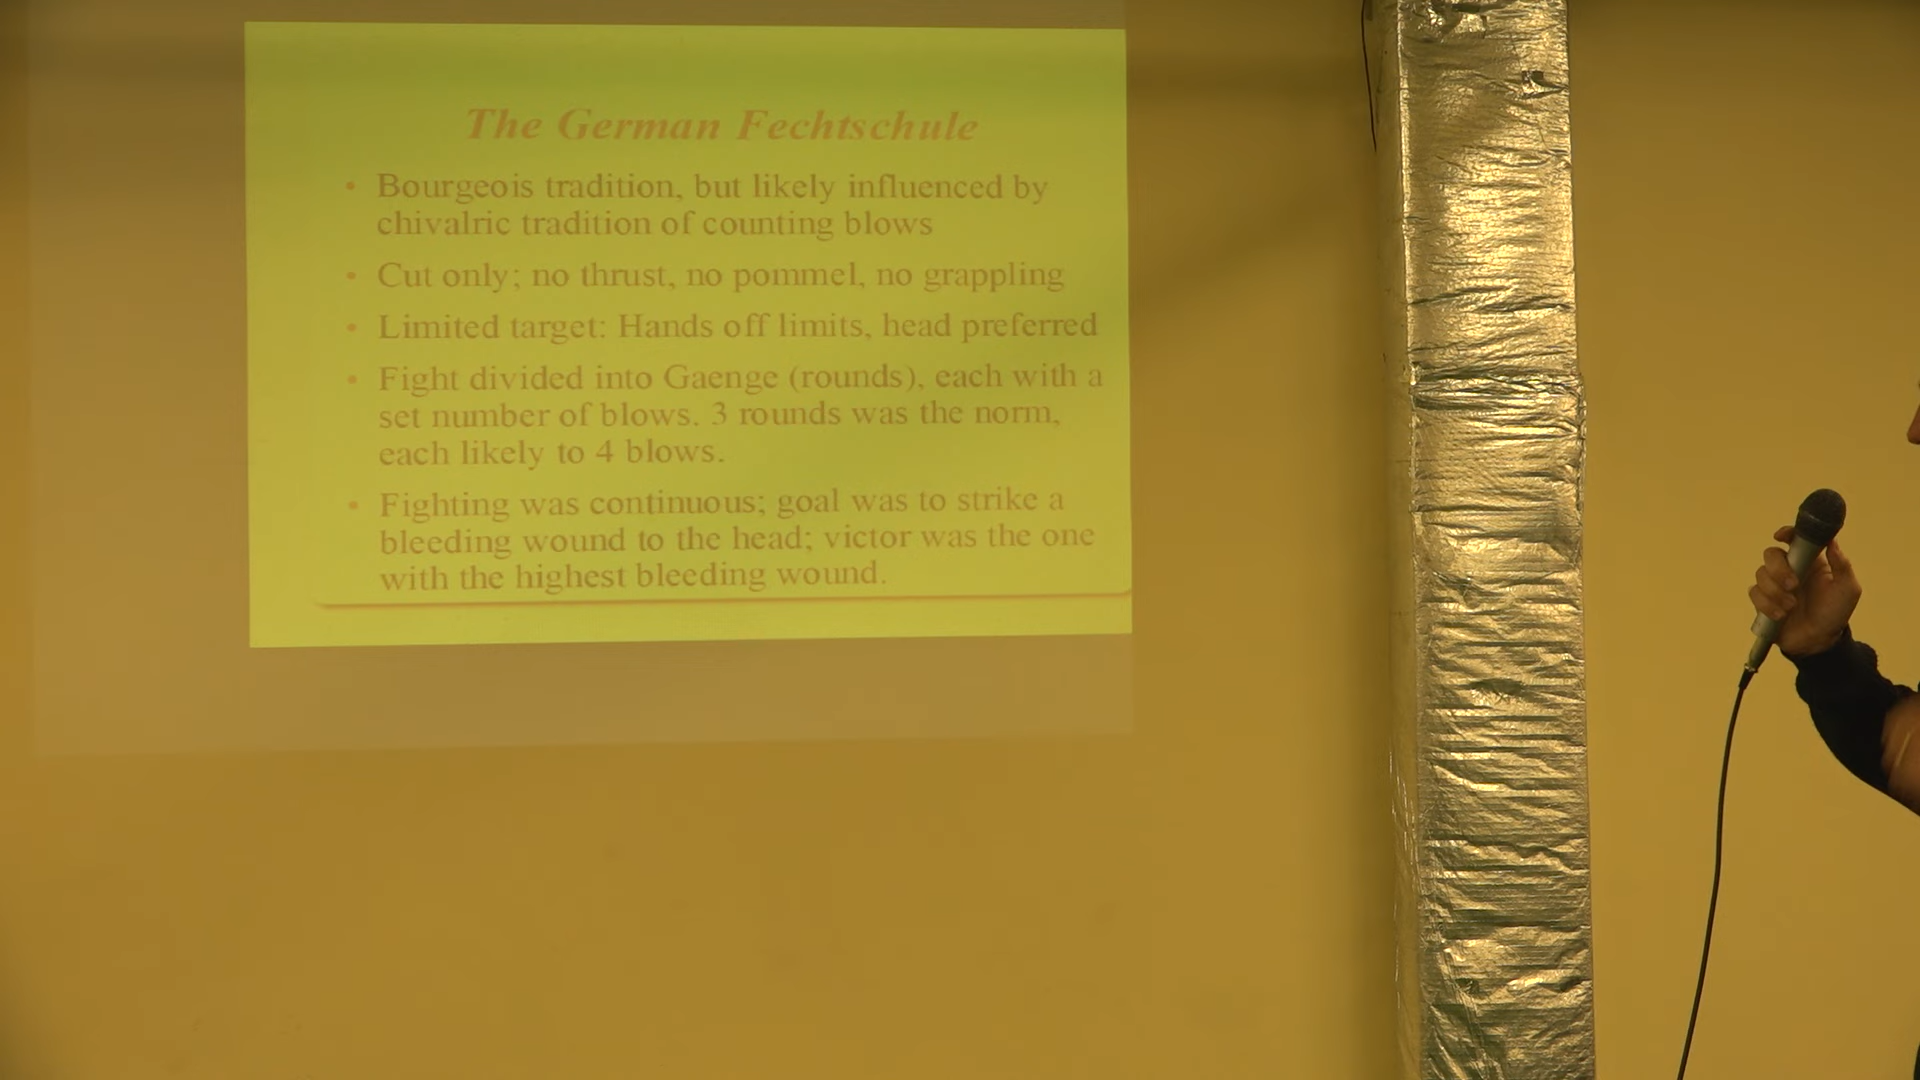 The German Fechtschule
• Bourgeois tradition, but likely influenced by
chivalric tradition of counting blows
• Cut only; no thrust, no pommel, no grappling
• Limited target: Hands off limits, head preferred
• Fight divided into Gaenge (rounds), each with a
set number of blows. 3 rounds was the norm,
each likely to 4 blows.
• Fighting was continuous; goal was to strike a
bleeding wound to the head; victor was the one
with the highest bleeding wound.